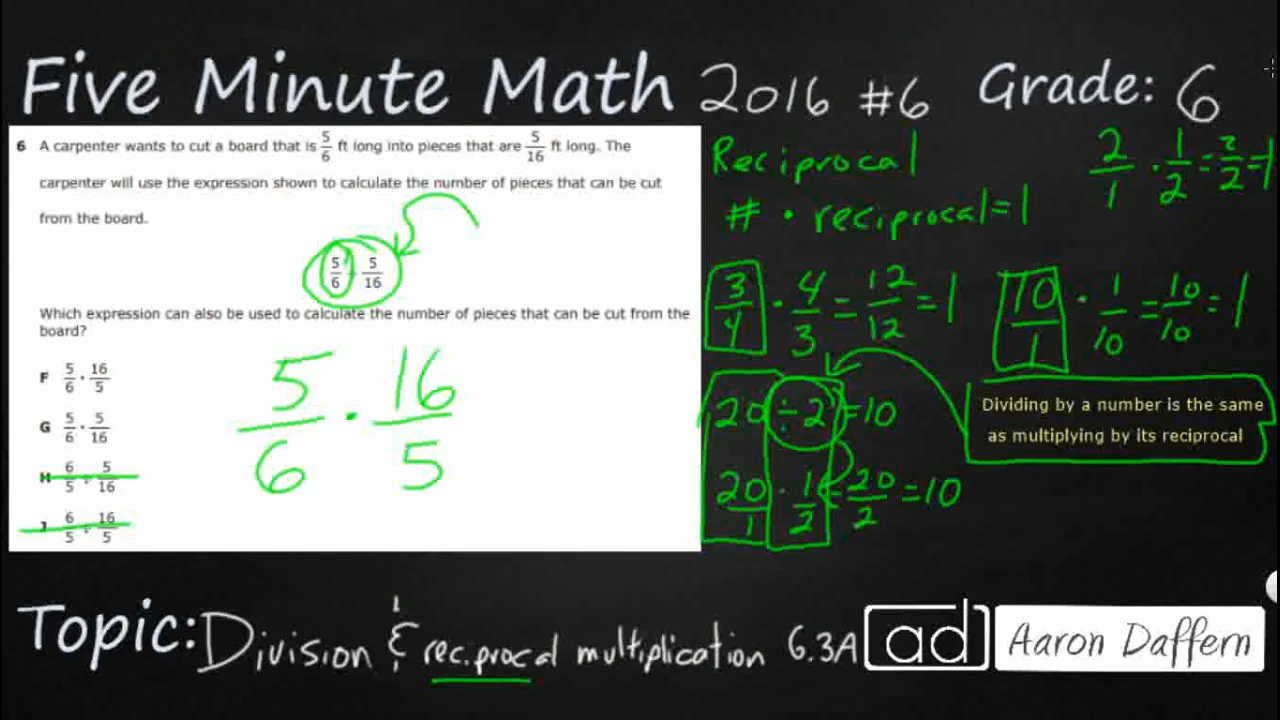 Five Minute Math 2016 #6 Grade: 6
6 A carpenter wants to cut a board that is 5/6 ft long into pieces that are 5/16 ft long. The
carpenter will use the expression shown to calculate the number of pieces that can be cut
from the board.
5/6 ÷ 5/16
Which expression can also be used to calculate the number of pieces that can be cut from the
board?
F 5/6 · 16/5
G 5/6 · 5/16
H 6/5 ÷ 5/16
J 6/5 ÷ 16/5
5/6 · 16/5
Reciprocal
# · reciprocal=1
2/1 · 1/2 = 2/2 = 1
3/4 · 4/3 = 12/12 = 1
10/1 · 1/10 = 10/10 = 1
20 ÷ 2 = 10
20/1 · 1/2 = 20/2 = 10
Dividing by a number is the same
as multiplying by its reciprocal
Topic: Division & reciprocal multiplication 6.3A
ad Aaron Daffern